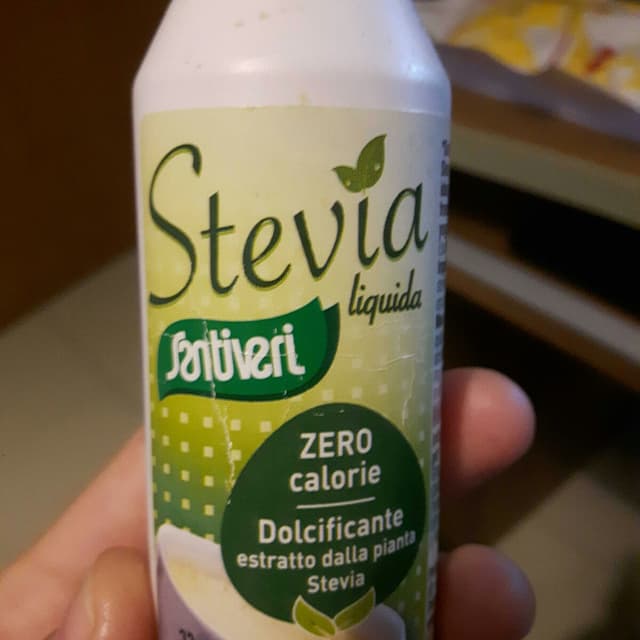 Stevia
liquida
Santiveri
ZERO
calorie
Dolcificante
estratto dalla pianta
Stevia